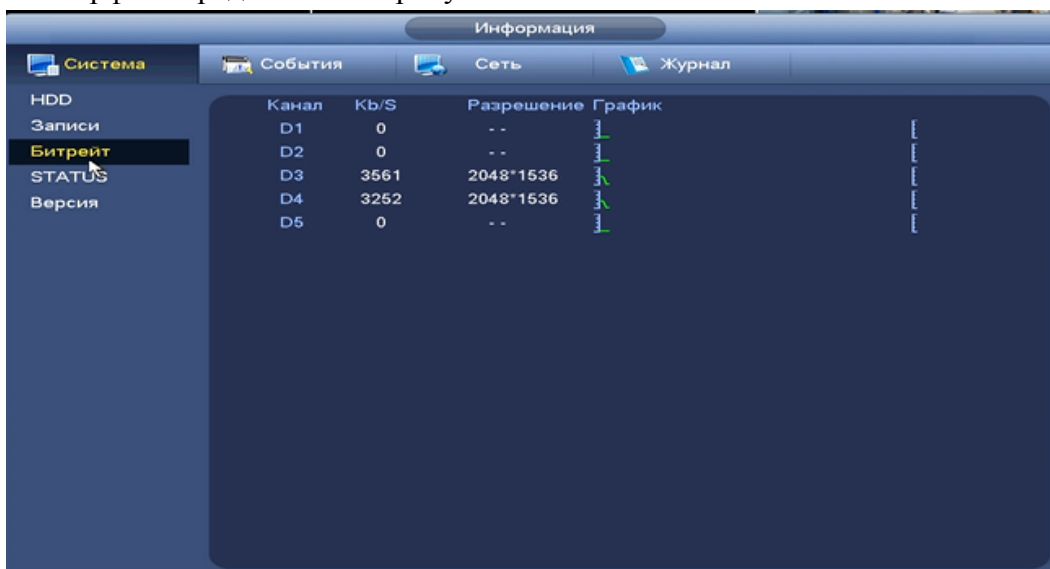 Информация
Система События Сеть Журнал
HDD
Записи
Битрейт
STATUS
Версия
Канал Kb/S Разрешение График
D1 0 - -
D2 0 - -
D3 3561 2048*1536
D4 3252 2048*1536
D5 0 - -